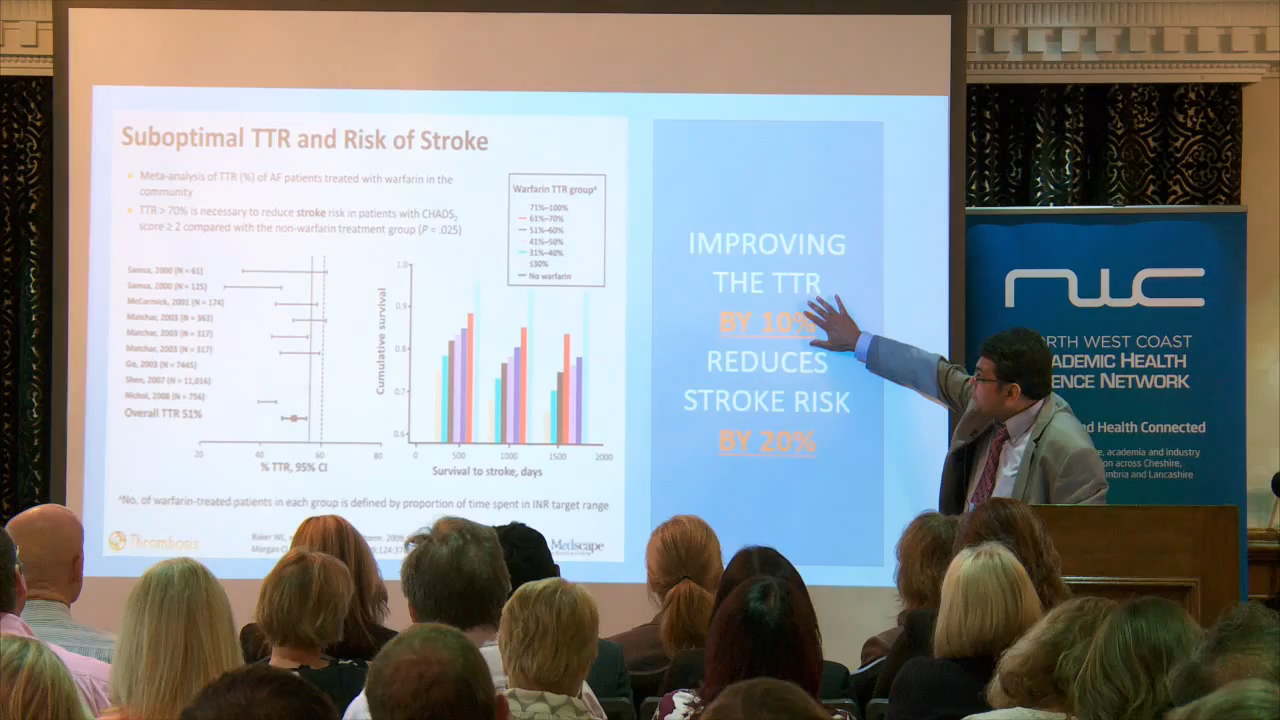 Suboptimal TTR and Risk of Stroke
Meta-analysis of TTR (%) of AF patients treated with warfarin in the
community
TTR > 70% is necessary to reduce stroke risk in patients with CHADS₂
score ≥ 2 compared with the non-warfarin treatment group (P = .025)
Samsa, 2000 (N = 61)
Samsa, 2000 (N = 125)
McCormick, 2001 (N = 174)
Matchar, 2003 (N = 363)
Matchar, 2003 (N = 317)
Matchar, 2003 (N = 317)
Go, 2003 (N = 7445)
Shen, 2007 (N = 11,016)
Nichol, 2008 (N = 756)
Overall TTR 51%
20 40 60 80
% TTR, 95% CI
Warfarin TTR groupᵃ
71%–100%
61%–70%
51%–60%
41%–50%
31%–40%
≤30%
No warfarin
Cumulative survival
1.0
0.9
0.8
0.7
0.6
0 500 1000 1500 2000
Survival to stroke, days
ᵃNo. of warfarin-treated patients in each group is defined by proportion of time spent in INR target range
Thrombosis
Baker WL,
Morgan C
Medscape
IMPROVING
THE TTR
BY 10%
REDUCES
STROKE RISK
BY 20%
nwc
ORTH WEST COAST
ADEMIC HEALTH
ENCE NETWORK
nd Health Connected
e, academia and industry
on across Cheshire,
mbria and Lancashire